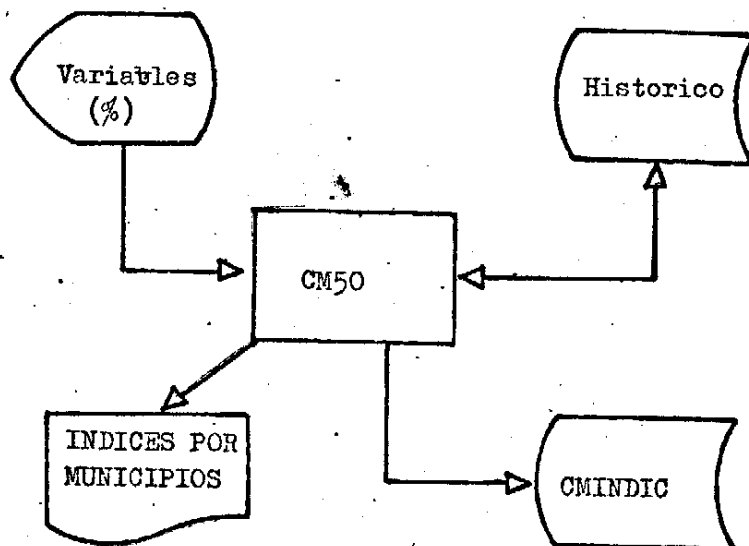 Variables
(%)
Historico
CM50
INDICES POR
MUNICIPIOS
CMINDIC